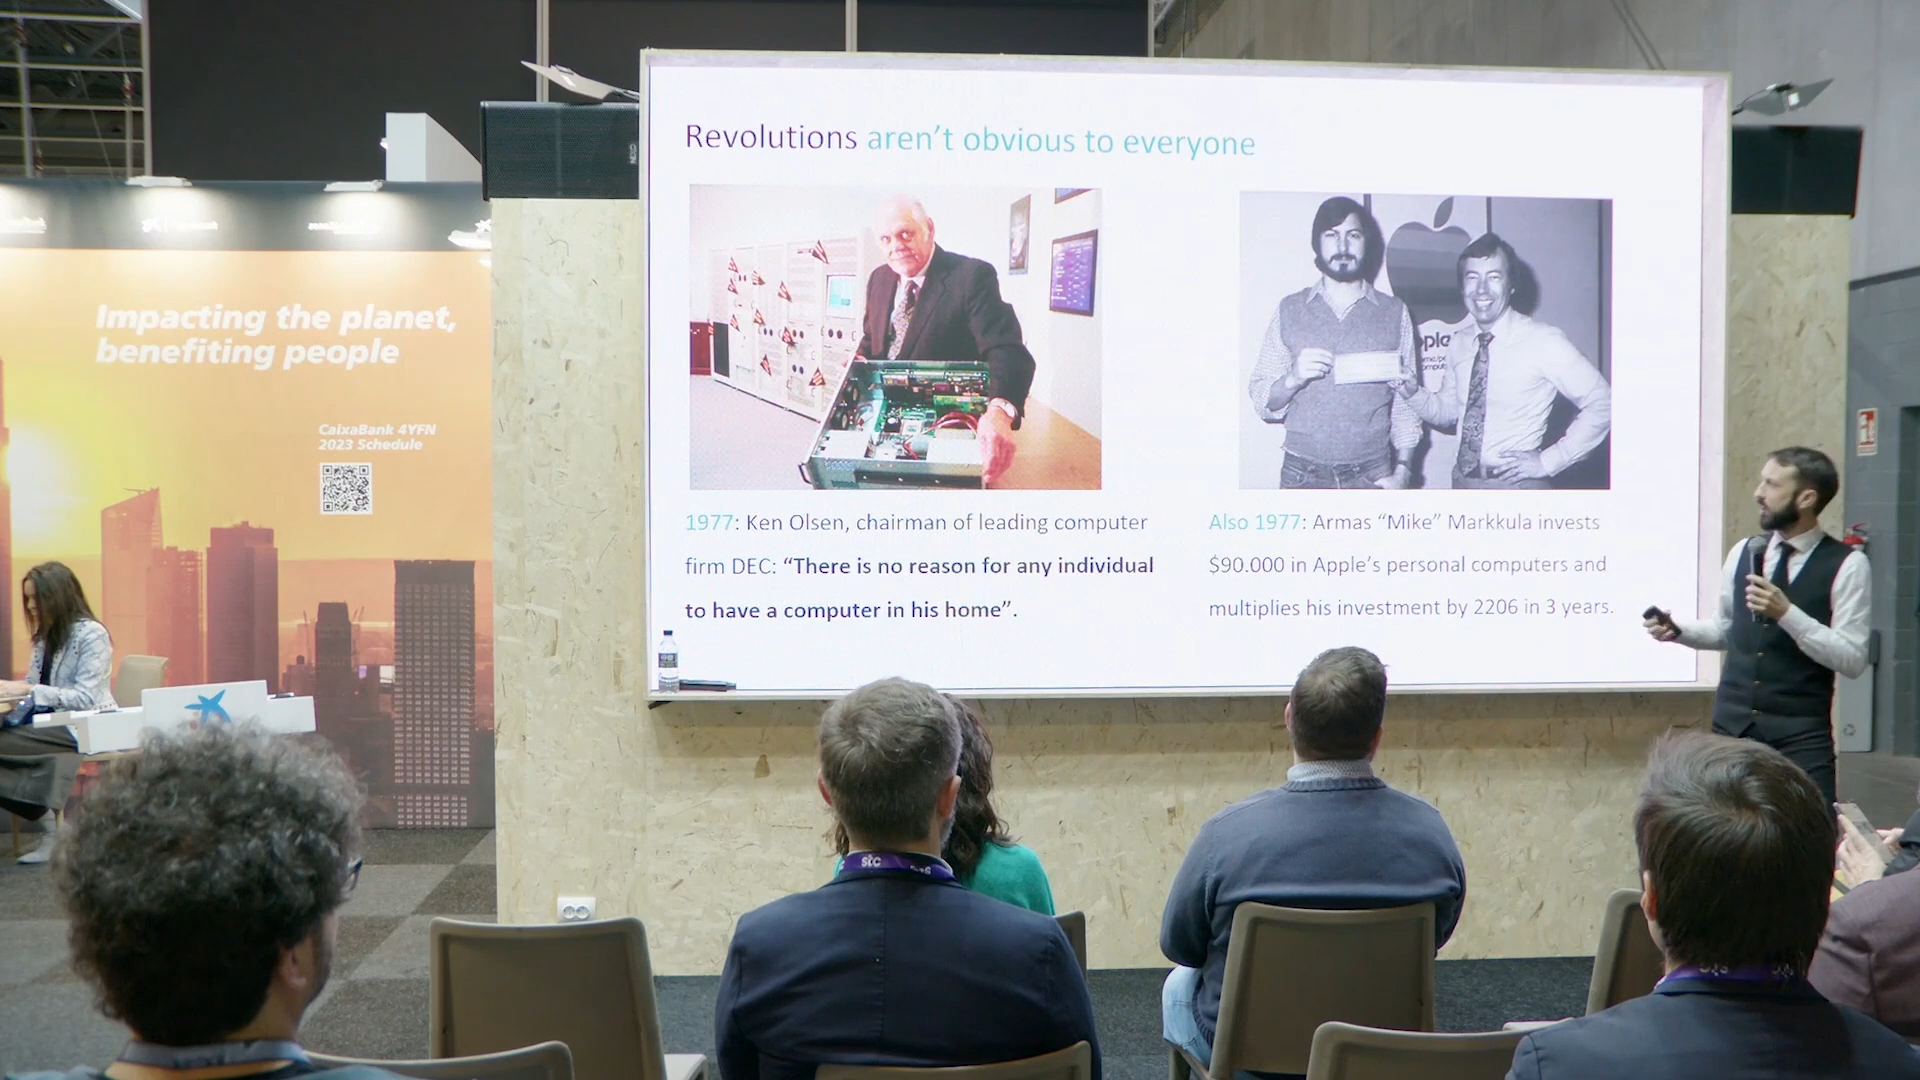 Revolutions aren’t obvious to everyone
1977: Ken Olsen, chairman of leading computer
firm DEC: “There is no reason for any individual
to have a computer in his home”.
Also 1977: Armas “Mike” Markkula invests
$90.000 in Apple’s personal computers and
multiplies his investment by 2206 in 3 years.
Impacting the planet,
benefiting people
CaixaBank 4YFN
2023 Schedule
NEXO
stc